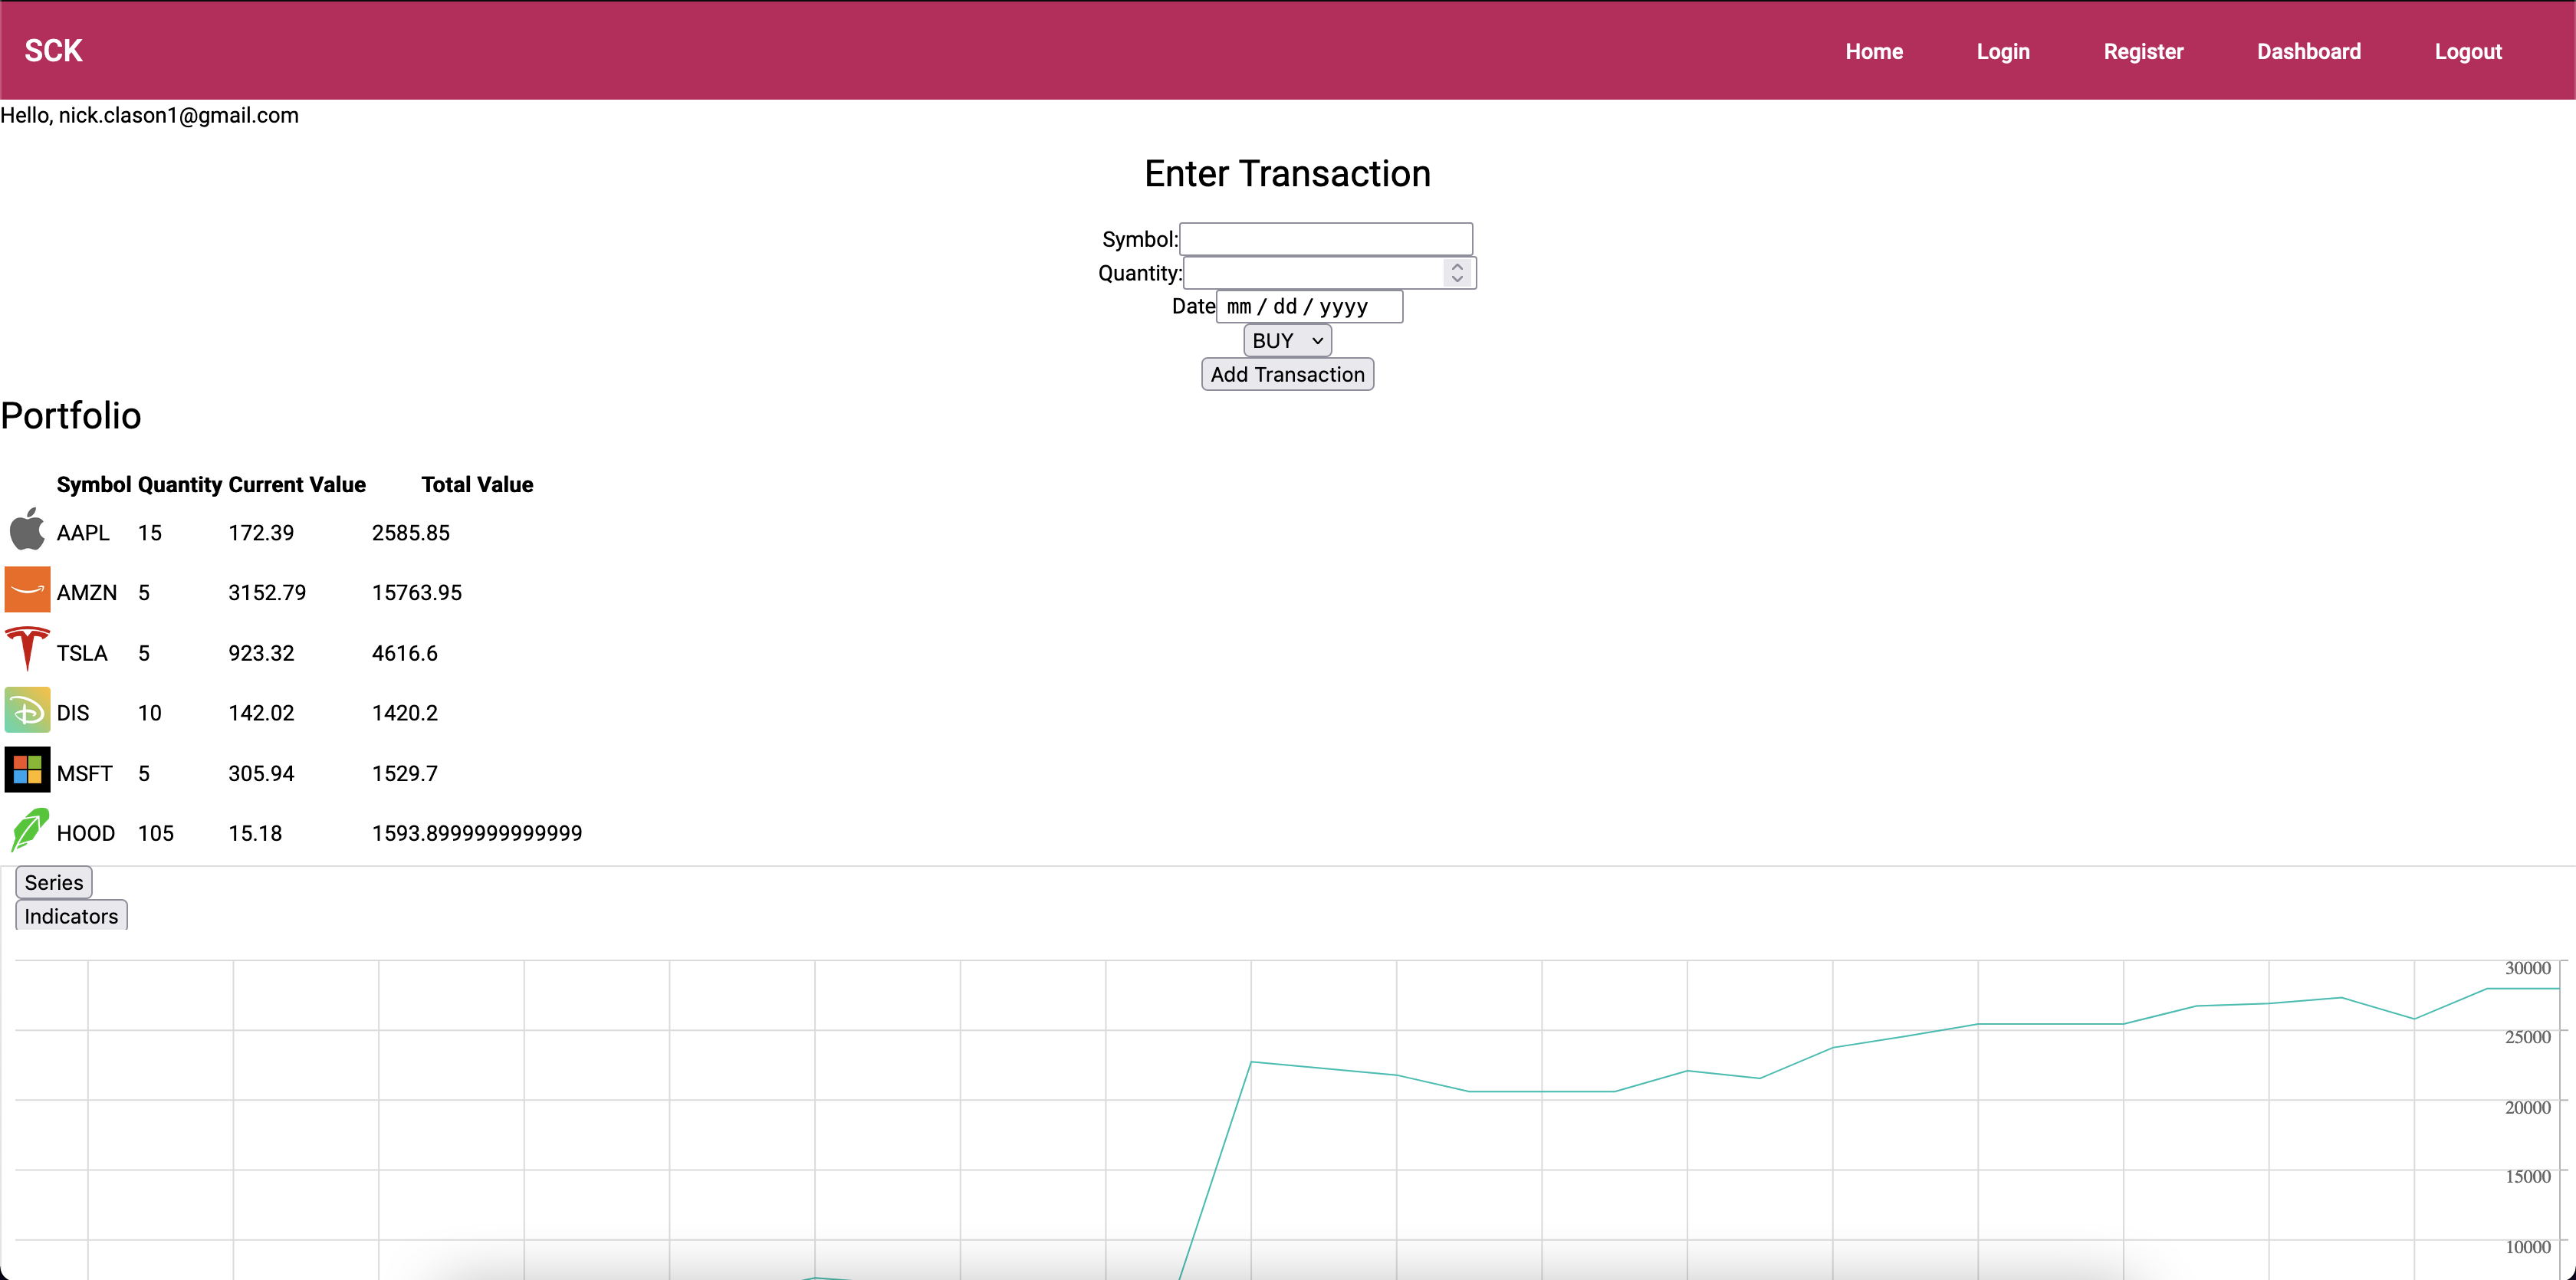 SCK Home Login Register Dashboard Logout
Hello, nick.clason1@gmail.com
Enter Transaction
Symbol:
Quantity:
Date mm / dd / yyyy
BUY
Add Transaction
Portfolio
Symbol Quantity Current Value Total Value
AAPL 15 172.39 2585.85
AMZN 5 3152.79 15763.95
TSLA 5 923.32 4616.6
DIS 10 142.02 1420.2
MSFT 5 305.94 1529.7
HOOD 105 15.18 1593.8999999999999
Series
Indicators
30000
25000
20000
15000
10000